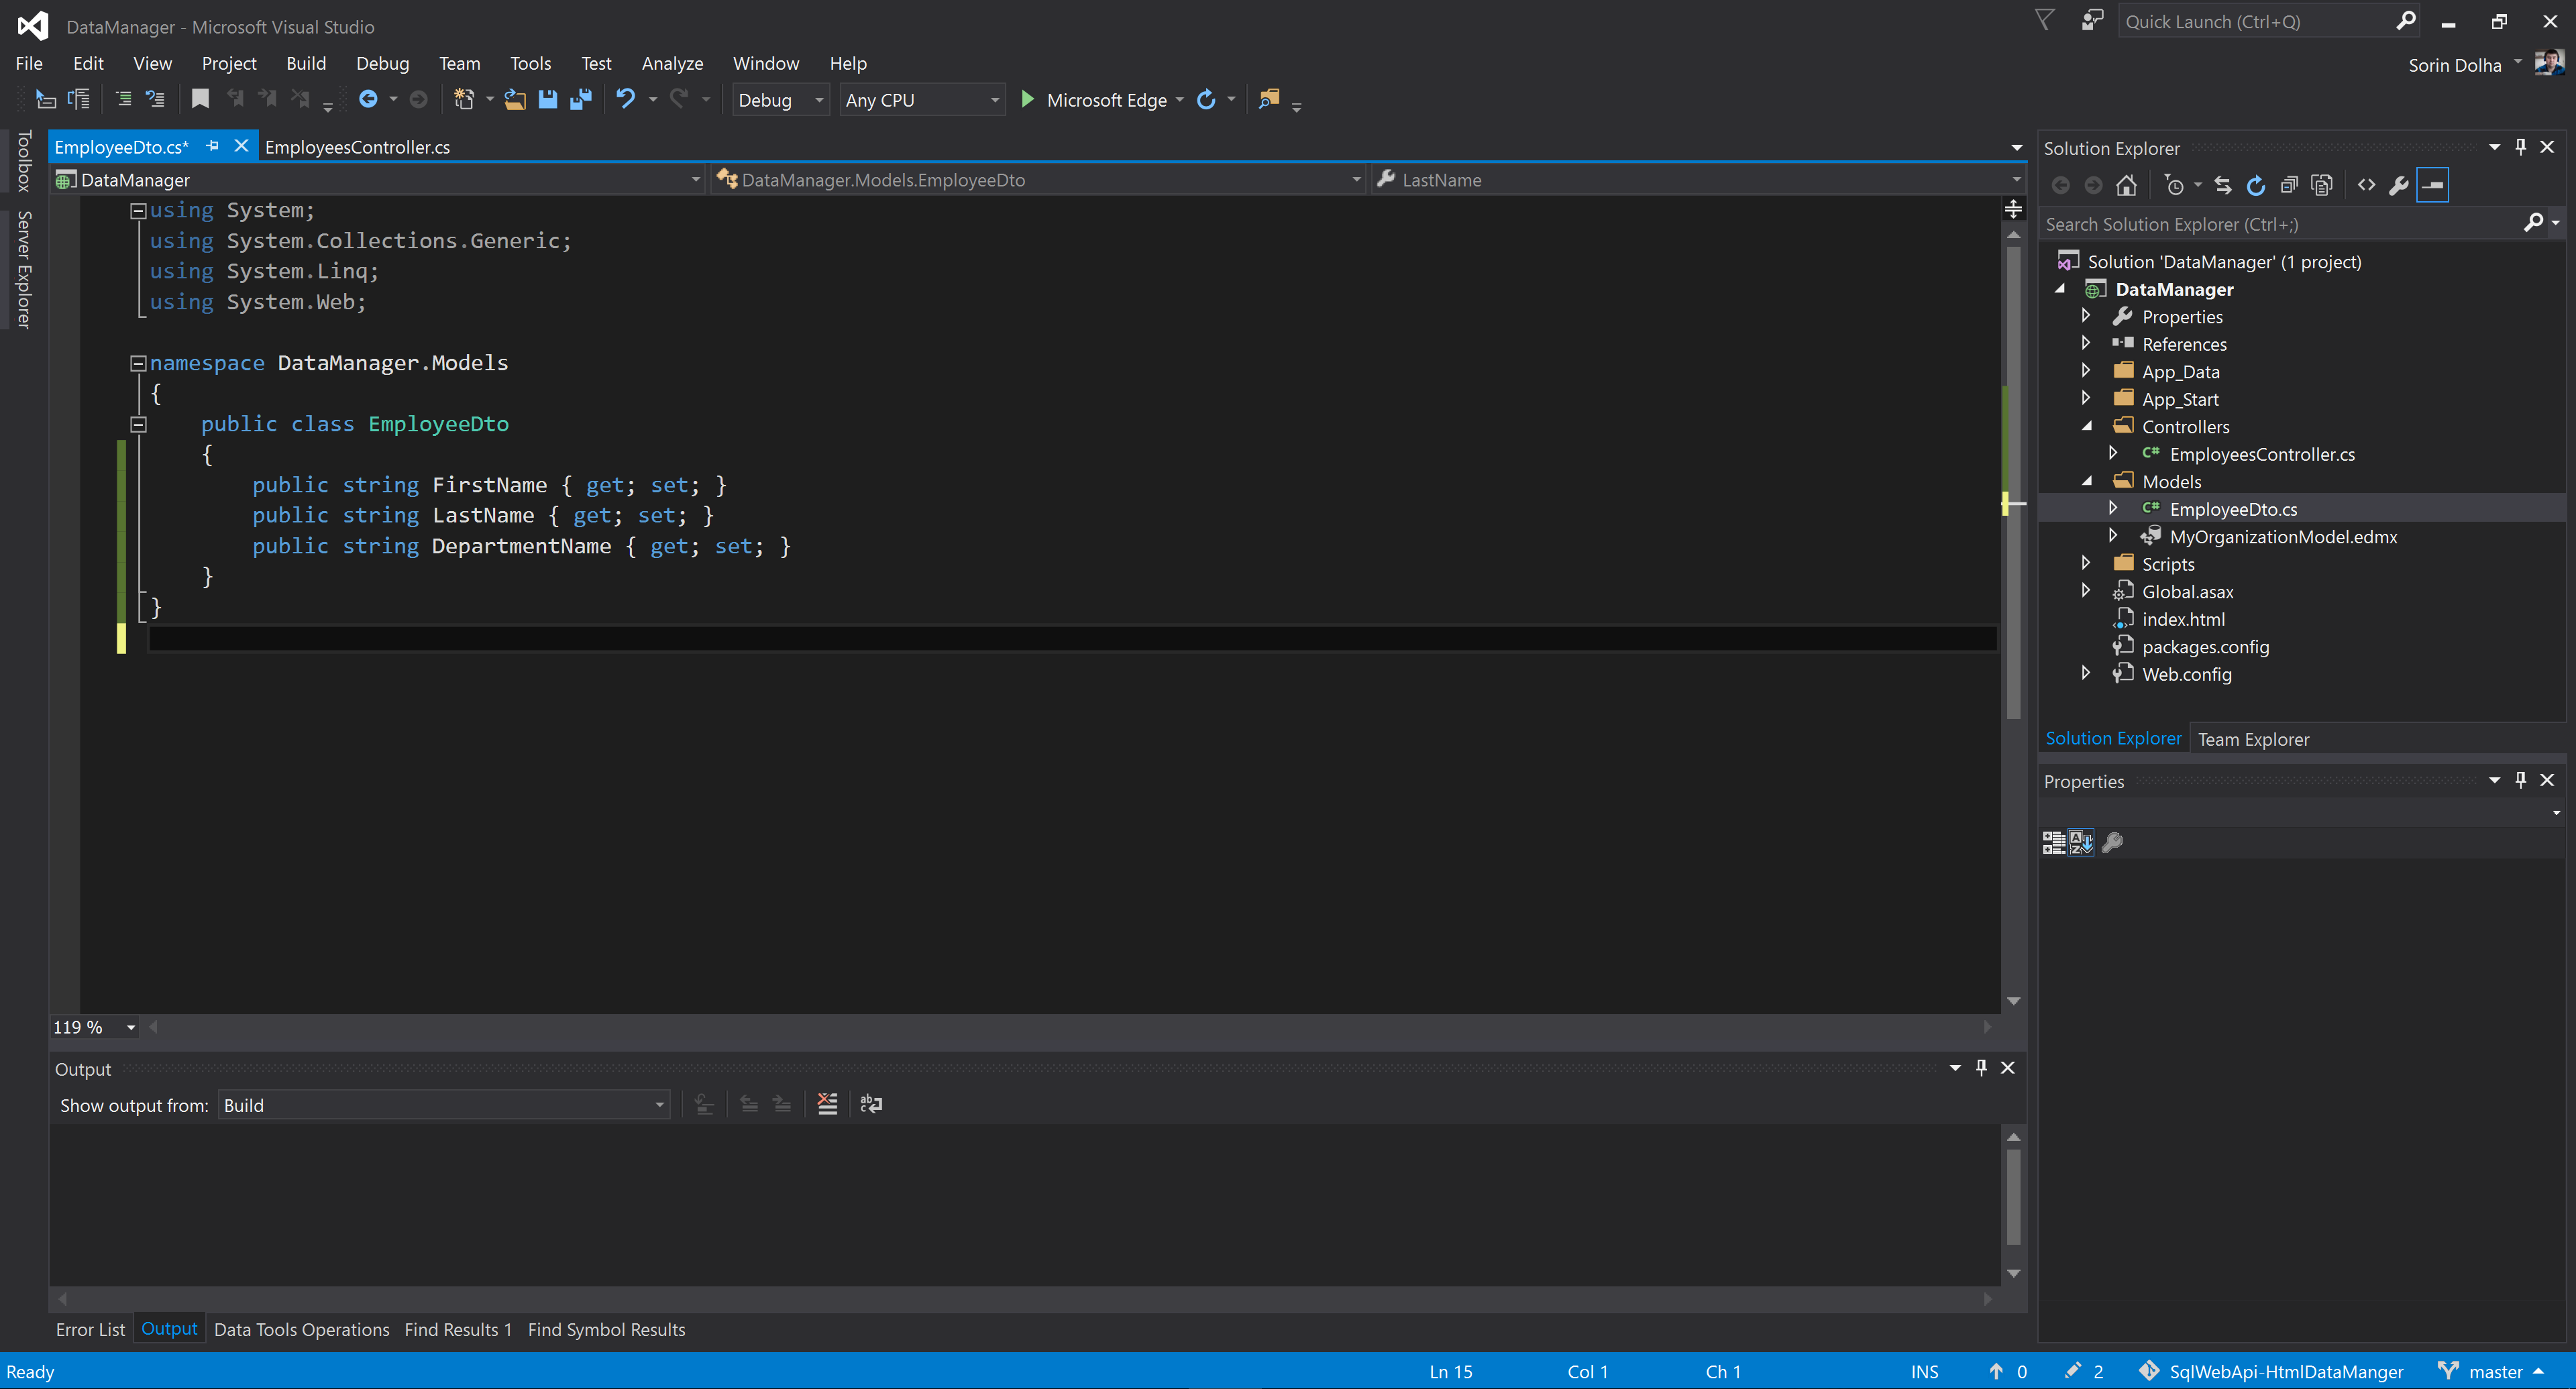 DataManager - Microsoft Visual Studio
Quick Launch (Ctrl+Q)
File Edit View Project Build Debug Team Tools Test Analyze Window Help
Sorin Dolha
Debug Any CPU Microsoft Edge
Toolbox
Server Explorer
EmployeeDto.cs* EmployeesController.cs
DataManager DataManager.Models.EmployeeDto LastName
using System;
using System.Collections.Generic;
using System.Linq;
using System.Web;
namespace DataManager.Models
{
public class EmployeeDto
{
public string FirstName { get; set; }
public string LastName { get; set; }
public string DepartmentName { get; set; }
}
}
119 %
Output
Show output from: Build
Error List Output Data Tools Operations Find Results 1 Find Symbol Results
Solution Explorer
Search Solution Explorer (Ctrl+;)
Solution 'DataManager' (1 project)
DataManager
Properties
References
App_Data
App_Start
Controllers
C# EmployeesController.cs
Models
C# EmployeeDto.cs
MyOrganizationModel.edmx
Scripts
Global.asax
index.html
packages.config
Web.config
Solution Explorer Team Explorer
Properties
Ready Ln 15 Col 1 Ch 1 INS 0 2 SqlWebApi-HtmlDataManger master